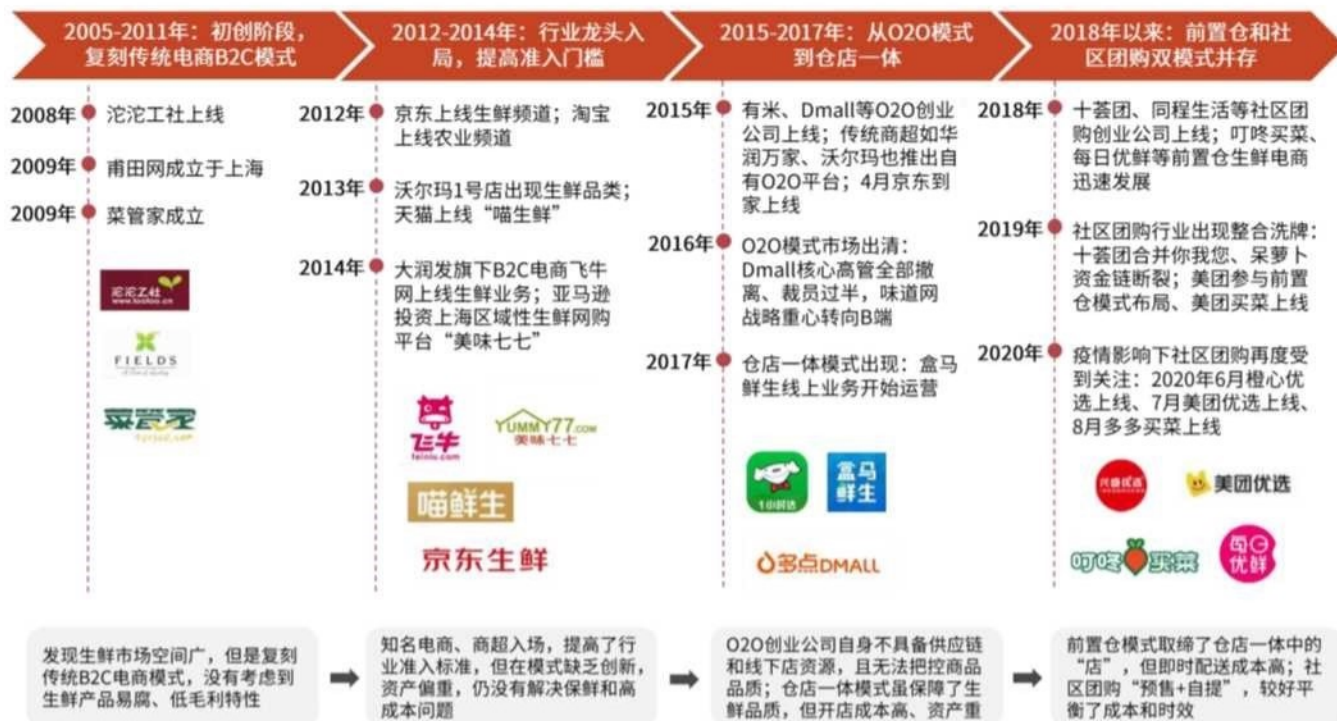 2005-2011年：初创阶段，
复刻传统电商B2C模式
2008年 沱沱工社上线
2009年 甫田网成立于上海
2009年 菜管家成立
沱沱工社
www.tootoo.cn
FIELDS
菜管家
2012-2014年：行业龙头入
局，提高准入门槛
2012年 京东上线生鲜频道；淘宝
上线农业频道
2013年 沃尔玛1号店出现生鲜品类；
天猫上线“喵生鲜”
2014年 大润发旗下B2C电商飞牛
网上线生鲜业务；亚马逊
投资上海区域性生鲜网购
平台“美味七七”
飞牛
feiniu.com
YUMMY77.COM
美味七七
喵鲜生
京东生鲜
2015-2017年：从O2O模式
到仓店一体
2015年 有米、Dmall等O2O创业
公司上线；传统商超如华
润万家、沃尔玛也推出自
有O2O平台；4月京东到
家上线
2016年 O2O模式市场出清：
Dmall核心高管全部撤
离、裁员过半，味道网
战略重心转向B端
2017年 仓店一体模式出现：盒马
鲜生线上业务开始运营
1小时达
盒马
鲜生
多点DMALL
2018年以来：前置仓和社
区团购双模式并存
2018年 十荟团、同程生活等社区团
购创业公司上线；叮咚买菜、
每日优鲜等前置仓生鲜电商
迅速发展
2019年 社区团购行业出现整合洗牌：
十荟团合并你我您、呆萝卜
资金链断裂；美团参与前置
仓模式布局、美团买菜上线
2020年 疫情影响下社区团购再度受
到关注：2020年6月橙心优
选上线、7月美团优选上线、
8月多多买菜上线
兴盛优选
美团优选
叮咚买菜
每日
优鲜
发现生鲜市场空间广，但是复刻
传统B2C电商模式，没有考虑到
生鲜产品易腐、低毛利特性
知名电商、商超入场，提高了行
业准入标准，但在模式缺乏创新，
资产偏重，仍没有解决保鲜和高
成本问题
O2O创业公司自身不具备供应链
和线下店资源，且无法把控商品
品质；仓店一体模式虽保障了生
鲜品质，但开店成本高、资产重
前置仓模式取缔了仓店一体中的
“店”，但即时配送成本高；社
区团购“预售+自提”，较好平
衡了成本和时效